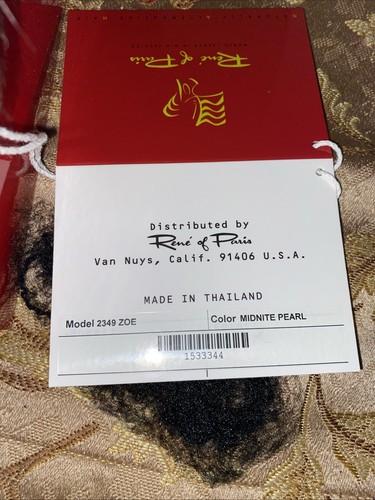 René of Paris
Distributed by
René of Paris
Van Nuys, Calif. 91406 U.S.A.
MADE IN THAILAND
Model 2349 ZOE
Color MIDNITE PEARL
1533344